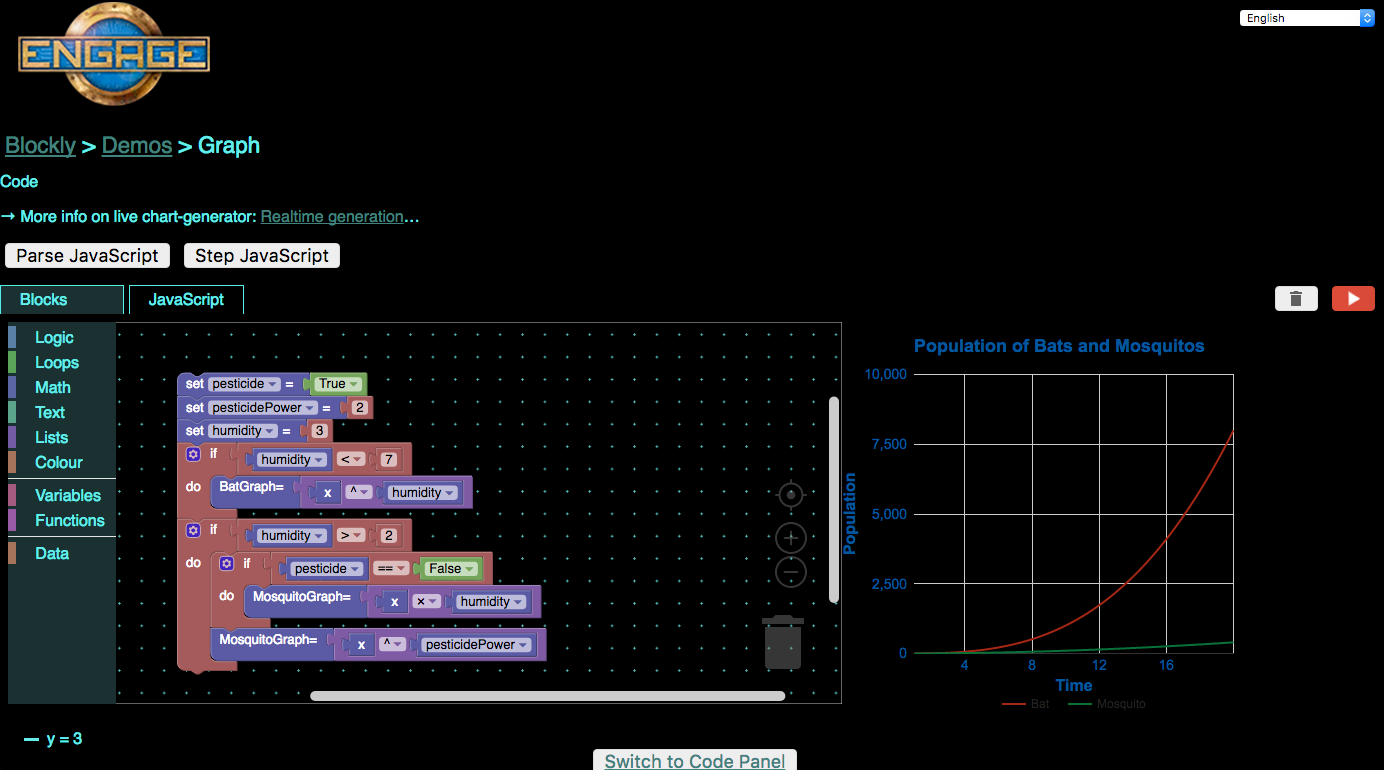 ENGAGE
English
Blockly > Demos > Graph
Code
→ More info on live chart-generator: Realtime generation...
Parse JavaScript
Step JavaScript
Blocks
JavaScript
Logic
Loops
Math
Text
Lists
Colour
Variables
Functions
Data
set pesticide = True
set pesticidePower = 2
set humidity = 3
if humidity < 7
do BatGraph= x ^ humidity
if humidity > 2
do if pesticide == False
do MosquitoGraph= x × humidity
MosquitoGraph= x ^ pesticidePower
Population of Bats and Mosquitos
Population
10,000
7,500
5,000
2,500
0
4 8 12 16
Time
Bat Mosquito
y = 3
Switch to Code Panel